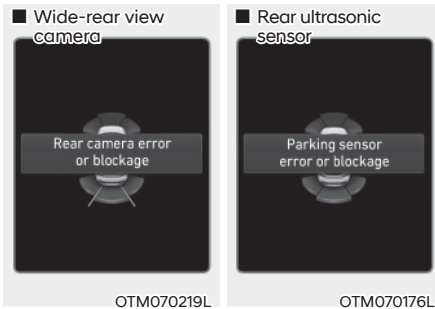 ■ Wide-rear view
camera
Rear camera error
or blockage
OTM070219L
■ Rear ultrasonic
sensor
Parking sensor
error or blockage
OTM070176L